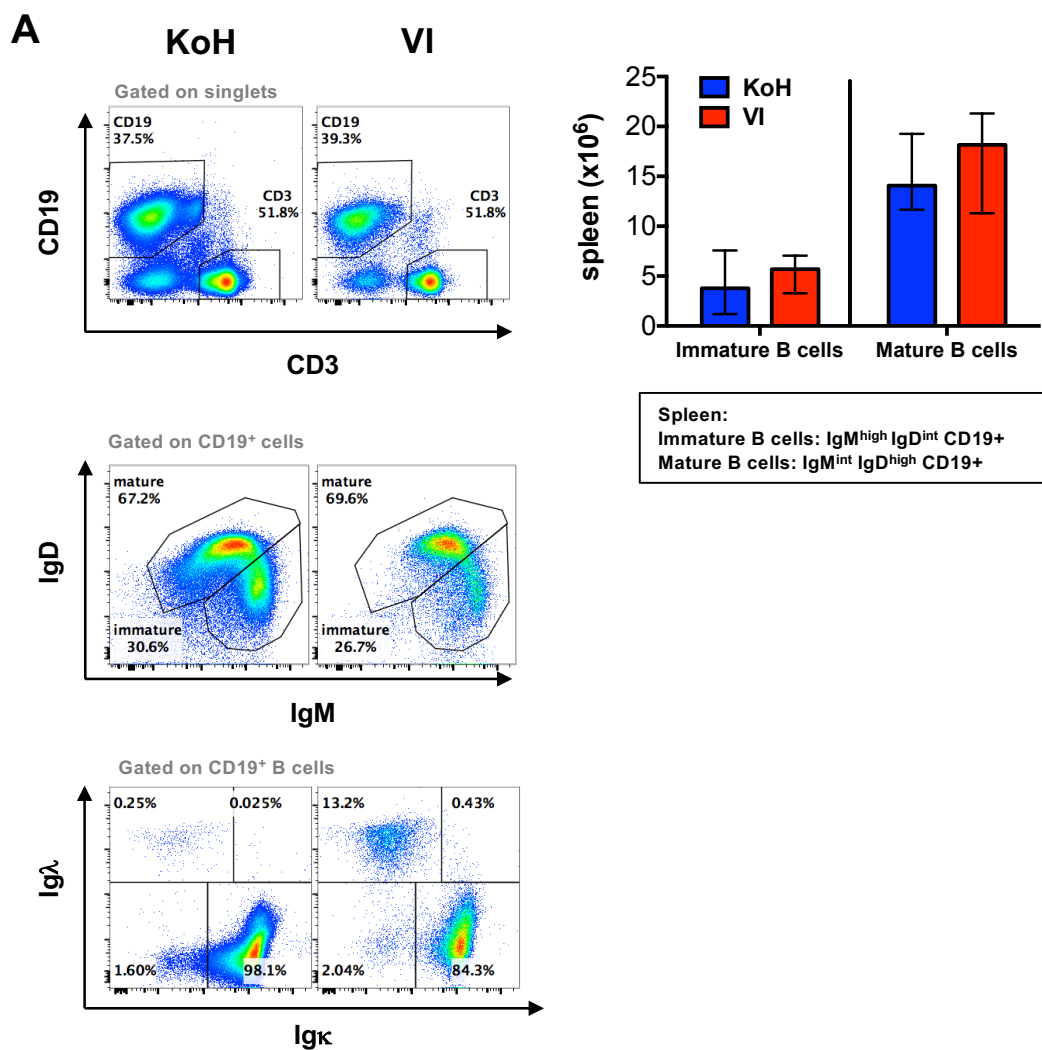 A
KoH
VI
Gated on singlets
CD19
37.5%
CD3
51.8%
CD19
39.3%
CD3
51.8%
CD19
CD3
KoH
VI
25
20
15
10
5
0
spleen (x10⁶)
Immature B cells
Mature B cells
Spleen:
Immature B cells: IgMʰⁱᵍʰ IgDⁱⁿᵗ CD19+
Mature B cells: IgMⁱⁿᵗ IgDʰⁱᵍʰ CD19+
Gated on CD19⁺ cells
mature
67.2%
immature
30.6%
mature
69.6%
immature
26.7%
IgD
IgM
Gated on CD19⁺ B cells
0.25%
0.025%
1.60%
98.1%
13.2%
0.43%
2.04%
84.3%
Igλ
Igκ